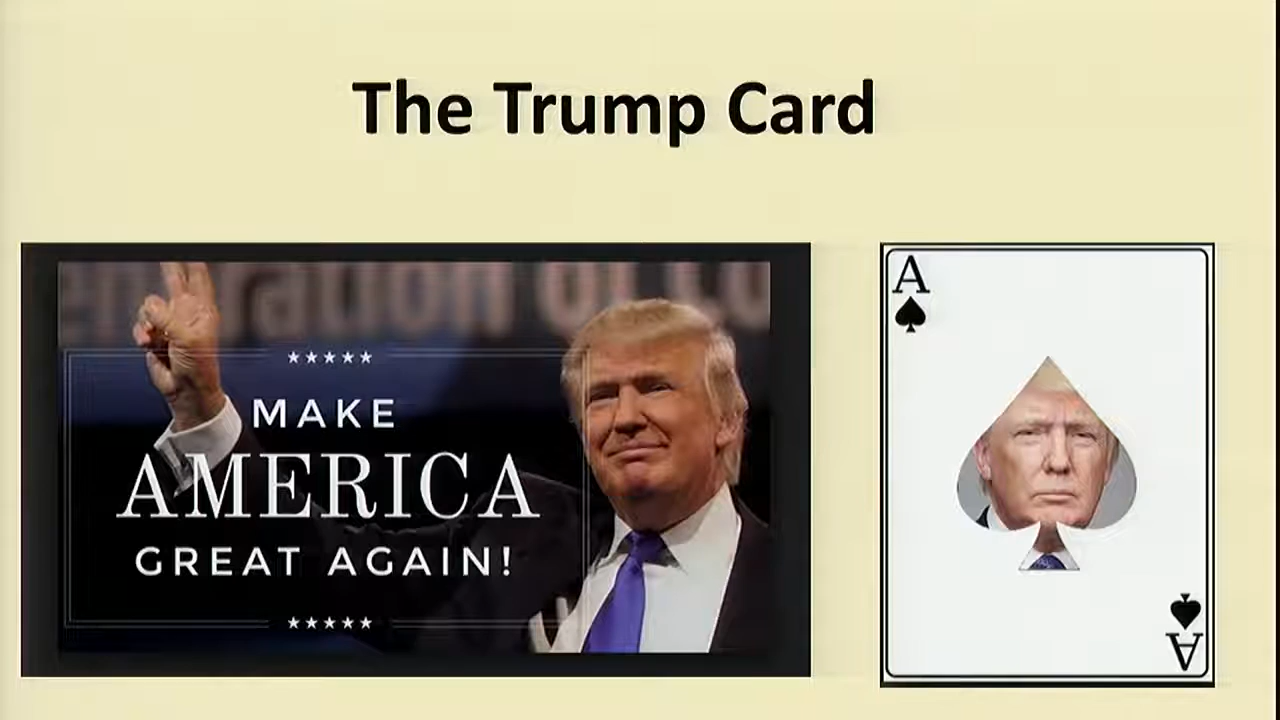 The Trump Card
★★★★★
MAKE
AMERICA
GREAT AGAIN!
★★★★★
A
A